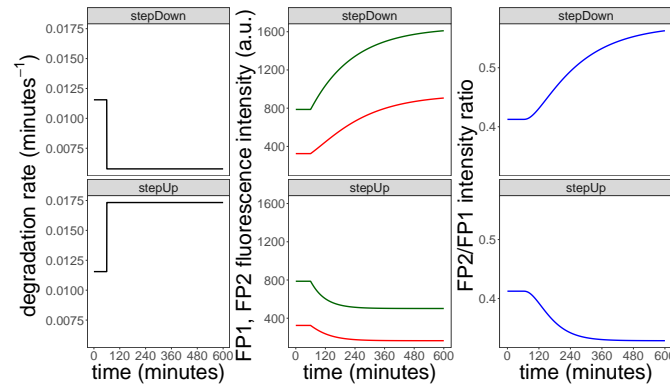 stepDown
0.0175
0.0150
0.0125
0.0100
0.0075
stepUp
0.0175
0.0150
0.0125
0.0100
0.0075
0 120 240 360 480 600
time (minutes)
degradation rate (minutes⁻¹)
stepDown
1600
1200
800
400
stepUp
1600
1200
800
400
0 120 240 360 480 600
time (minutes)
FP1, FP2 fluorescence intensity (a.u.)
stepDown
0.5
0.4
stepUp
0.5
0.4
0 120 240 360 480 600
time (minutes)
FP2/FP1 intensity ratio